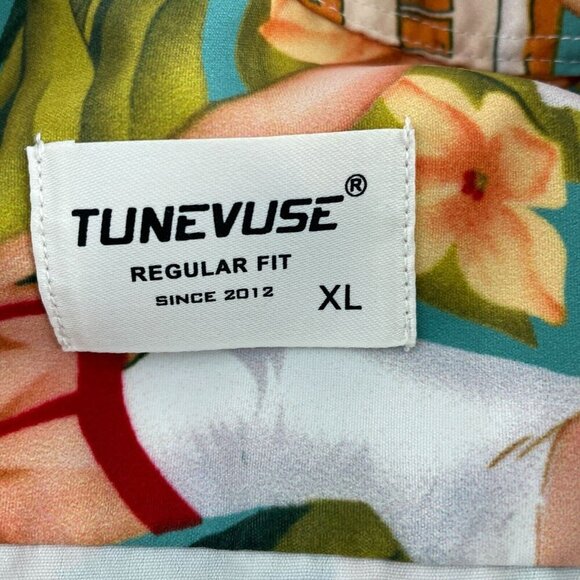 TUNEVUSE®
REGULAR FIT
SINCE 2012 XL